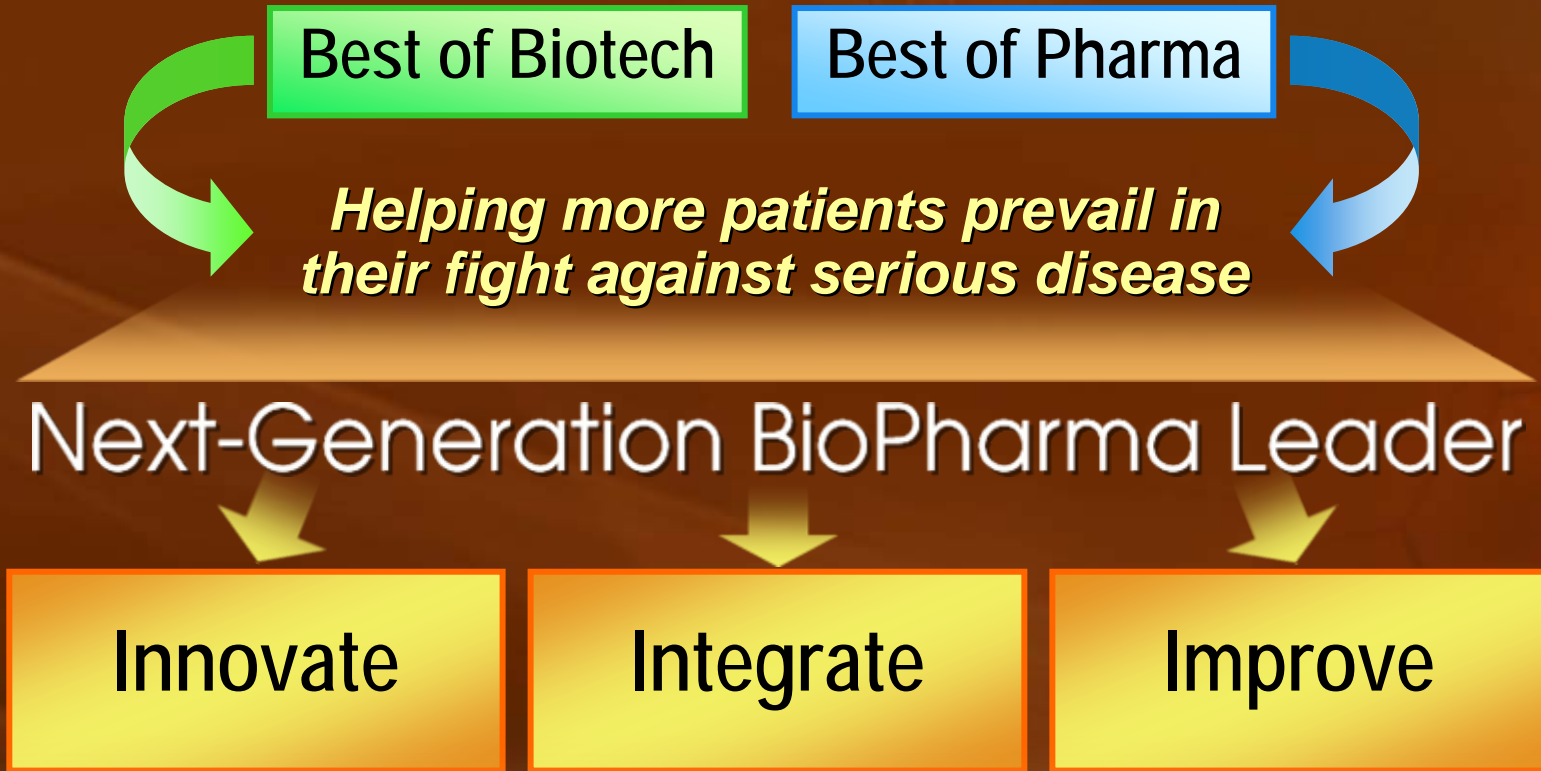 Best of Biotech
Best of Pharma
Helping more patients prevail in
their fight against serious disease
Next-Generation BioPharma Leader
Innovate
Integrate
Improve